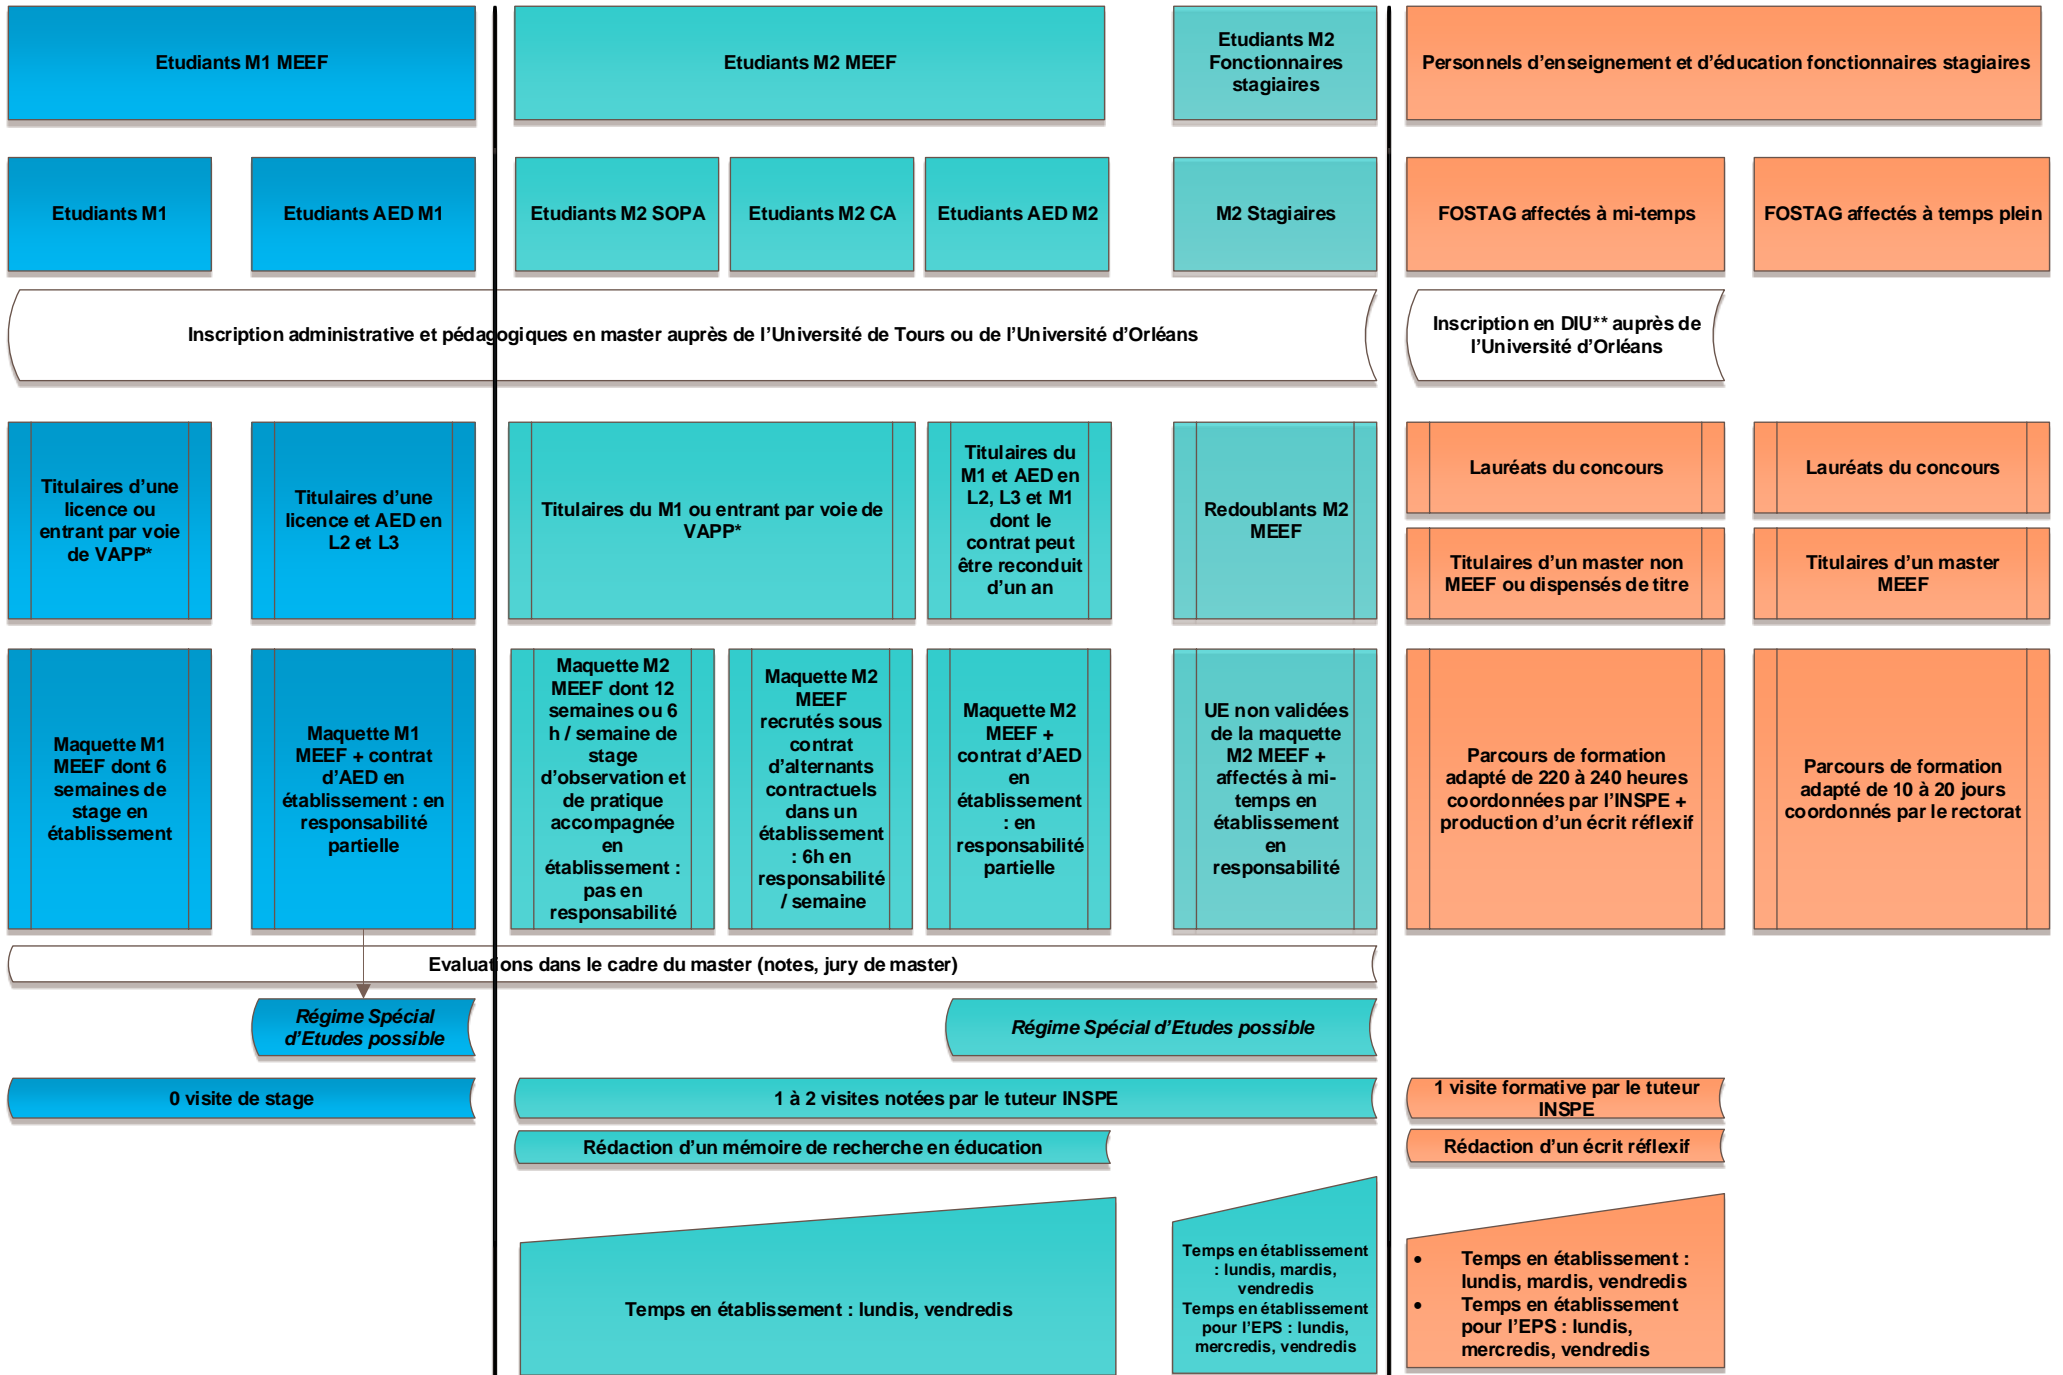 Etudiants M1 MEEF
Etudiants M2 MEEF
Etudiants M2
Fonctionnaires
stagiaires
Personnels d'enseignement et d'éducation fonctionnaires stagiaires
Etudiants M1
Etudiants AED M1
Etudiants M2 SOPA
Etudiants M2 CA
Etudiants AED M2
M2 Stagiaires
FOSTAG affectés à mi-temps
FOSTAG affectés à temps plein
Inscription administrative et pédagogiques en master auprès de l'Université de Tours ou de l'Université d'Orléans
Inscription en DIU** auprès de
l'Université d'Orléans
Titulaires d'une
licence ou
entrant par voie
de VAPP*
Titulaires d'une
licence et AED en
L2 et L3
Titulaires du M1 ou entrant par voie de
VAPP*
Titulaires du
M1 et AED en
L2, L3 et M1
dont le
contrat peut
être reconduit
d'un an
Redoublants M2
MEEF
Lauréats du concours
Titulaires d'un master non
MEEF ou dispensés de titre
Lauréats du concours
Titulaires d'un master
MEEF
Maquette M1
MEEF dont 6
semaines de
stage en
établissement
Maquette M1
MEEF + contrat
d'AED en
établissement : en
responsabilité
partielle
Maquette M2
MEEF dont 12
semaines ou 6
h / semaine de
stage
d'observation et
de pratique
accompagnée
en
établissement :
pas en
responsabilité
Maquette M2
MEEF
recrutés sous
contrat
d'alternants
contractuels
dans un
établissement
: 6h en
responsabilité
/ semaine
Maquette M2
MEEF +
contrat d'AED
en
établissement
: en
responsabilité
partielle
UE non validées
de la maquette
M2 MEEF +
affectés à mi-
temps en
établissement
en
responsabilité
Parcours de formation
adapté de 220 à 240 heures
coordonnées par l'INSPE +
production d'un écrit réflexif
Parcours de formation
adapté de 10 à 20 jours
coordonnés par le rectorat
Evaluations dans le cadre du master (notes, jury de master)
Régime Spécial
d'Etudes possible
Régime Spécial d'Etudes possible
0 visite de stage
1 à 2 visites notées par le tuteur INSPE
1 visite formative par le tuteur
INSPE
Rédaction d'un mémoire de recherche en éducation
Rédaction d'un écrit réflexif
Temps en établissement : lundis, vendredis
Temps en établissement
: lundis, mardis,
vendredis
Temps en établissement
pour l'EPS : lundis,
mercredis, vendredis
• Temps en établissement :
lundis, mardis, vendredis
• Temps en établissement
pour l'EPS : lundis,
mercredis, vendredis